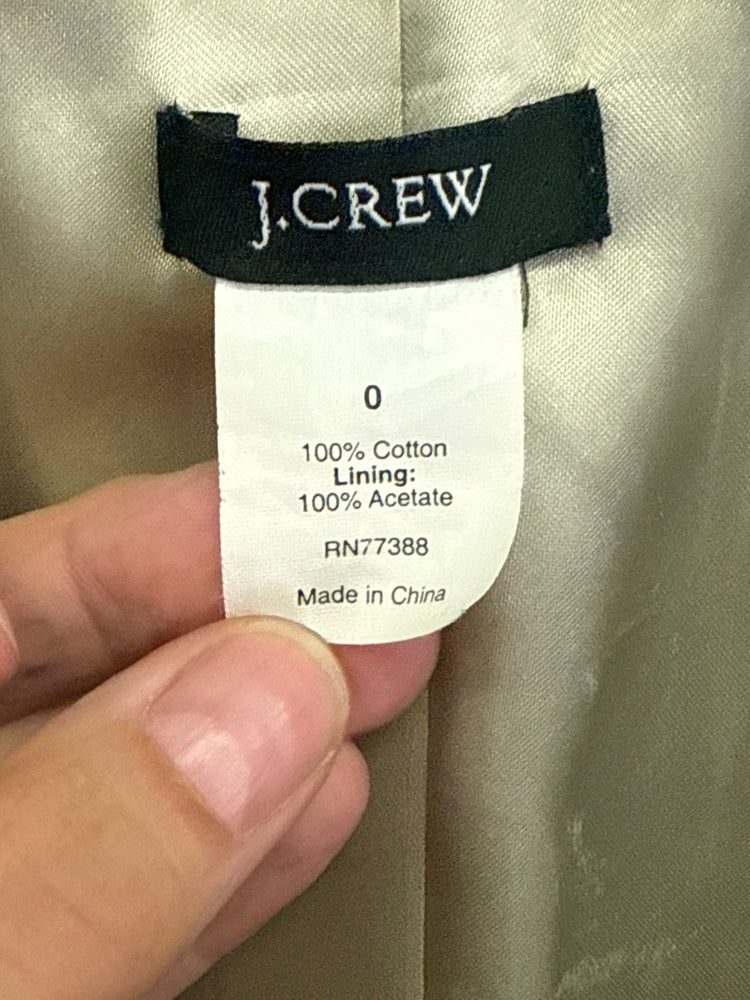 J.CREW
0
100% Cotton
Lining:
100% Acetate
RN77388
Made in China